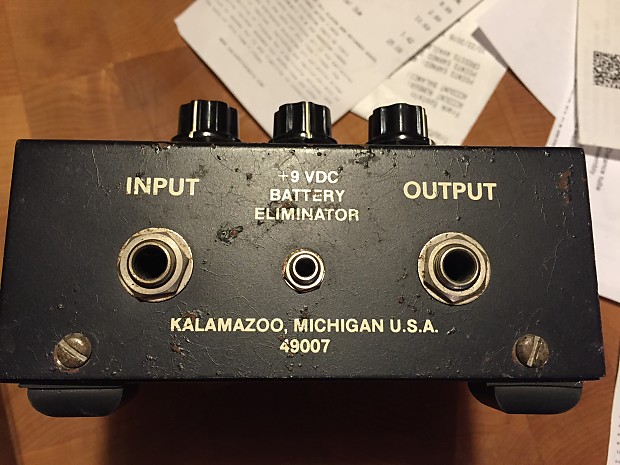 INPUT
+9 VDC
BATTERY
ELIMINATOR
OUTPUT
KALAMAZOO, MICHIGAN U.S.A.
49007